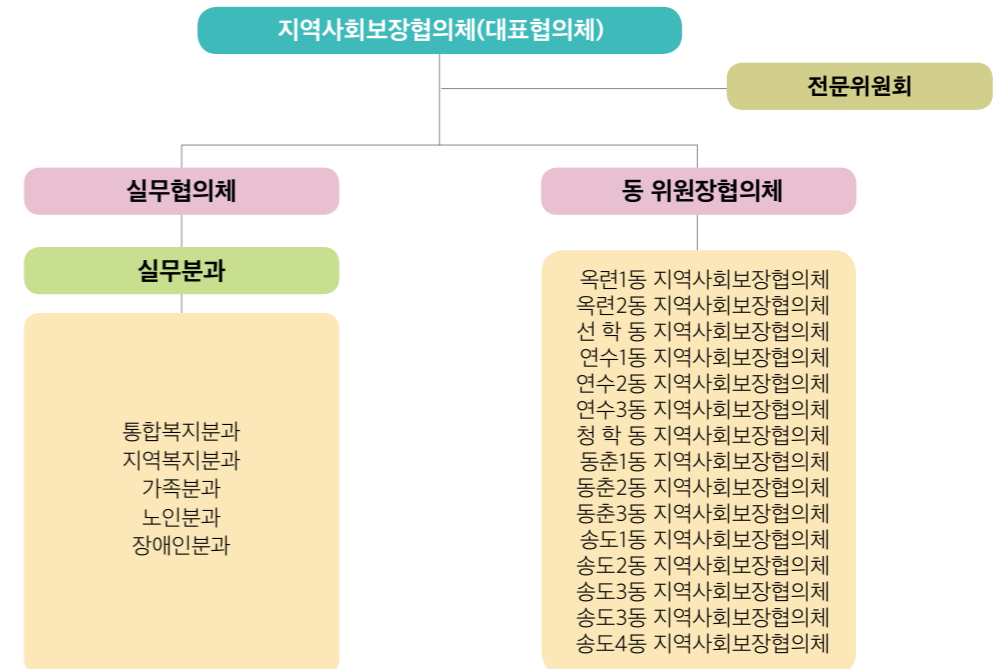 지역사회보장협의체(대표협의체)
전문위원회
실무협의체
동 위원장협의체
실무분과
통합복지분과
지역복지분과
가족분과
노인분과
장애인분과
옥련1동 지역사회보장협의체
옥련2동 지역사회보장협의체
선 학 동 지역사회보장협의체
연수1동 지역사회보장협의체
연수2동 지역사회보장협의체
연수3동 지역사회보장협의체
청 학 동 지역사회보장협의체
동춘1동 지역사회보장협의체
동춘2동 지역사회보장협의체
동춘3동 지역사회보장협의체
송도1동 지역사회보장협의체
송도2동 지역사회보장협의체
송도3동 지역사회보장협의체
송도3동 지역사회보장협의체
송도4동 지역사회보장협의체